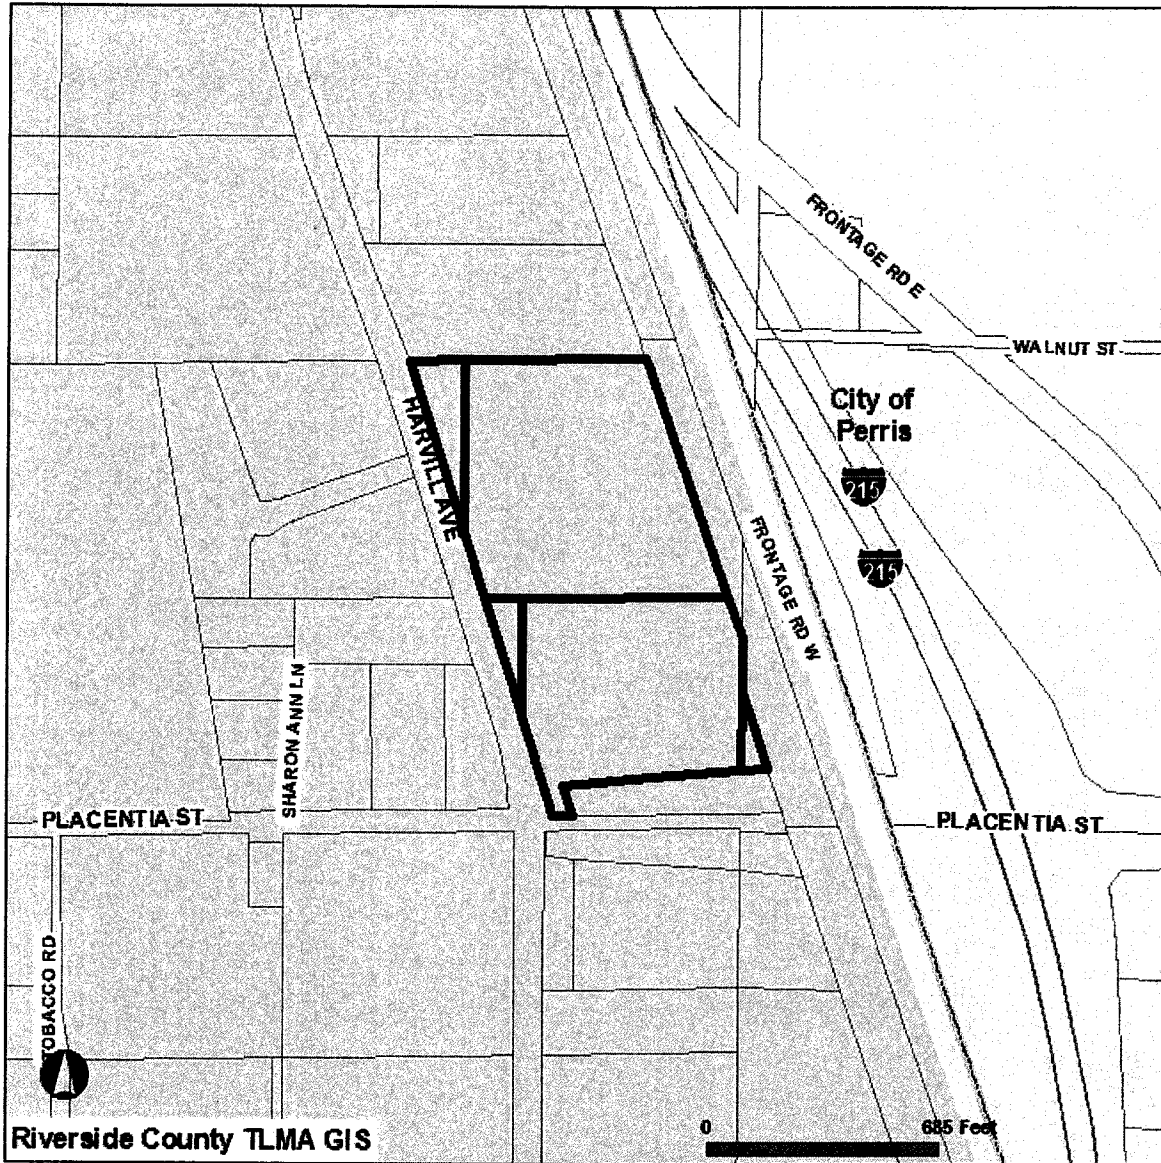 FRONTAGE RD E
WALNUT ST
City of
Perris
215
HARVILL AVE
FRONTAGE RD W
215
SHARON ANN LN
PLACENTIA ST
PLACENTIA ST
TOBACCO RD
0
685 Feet
Riverside County TLMA GIS